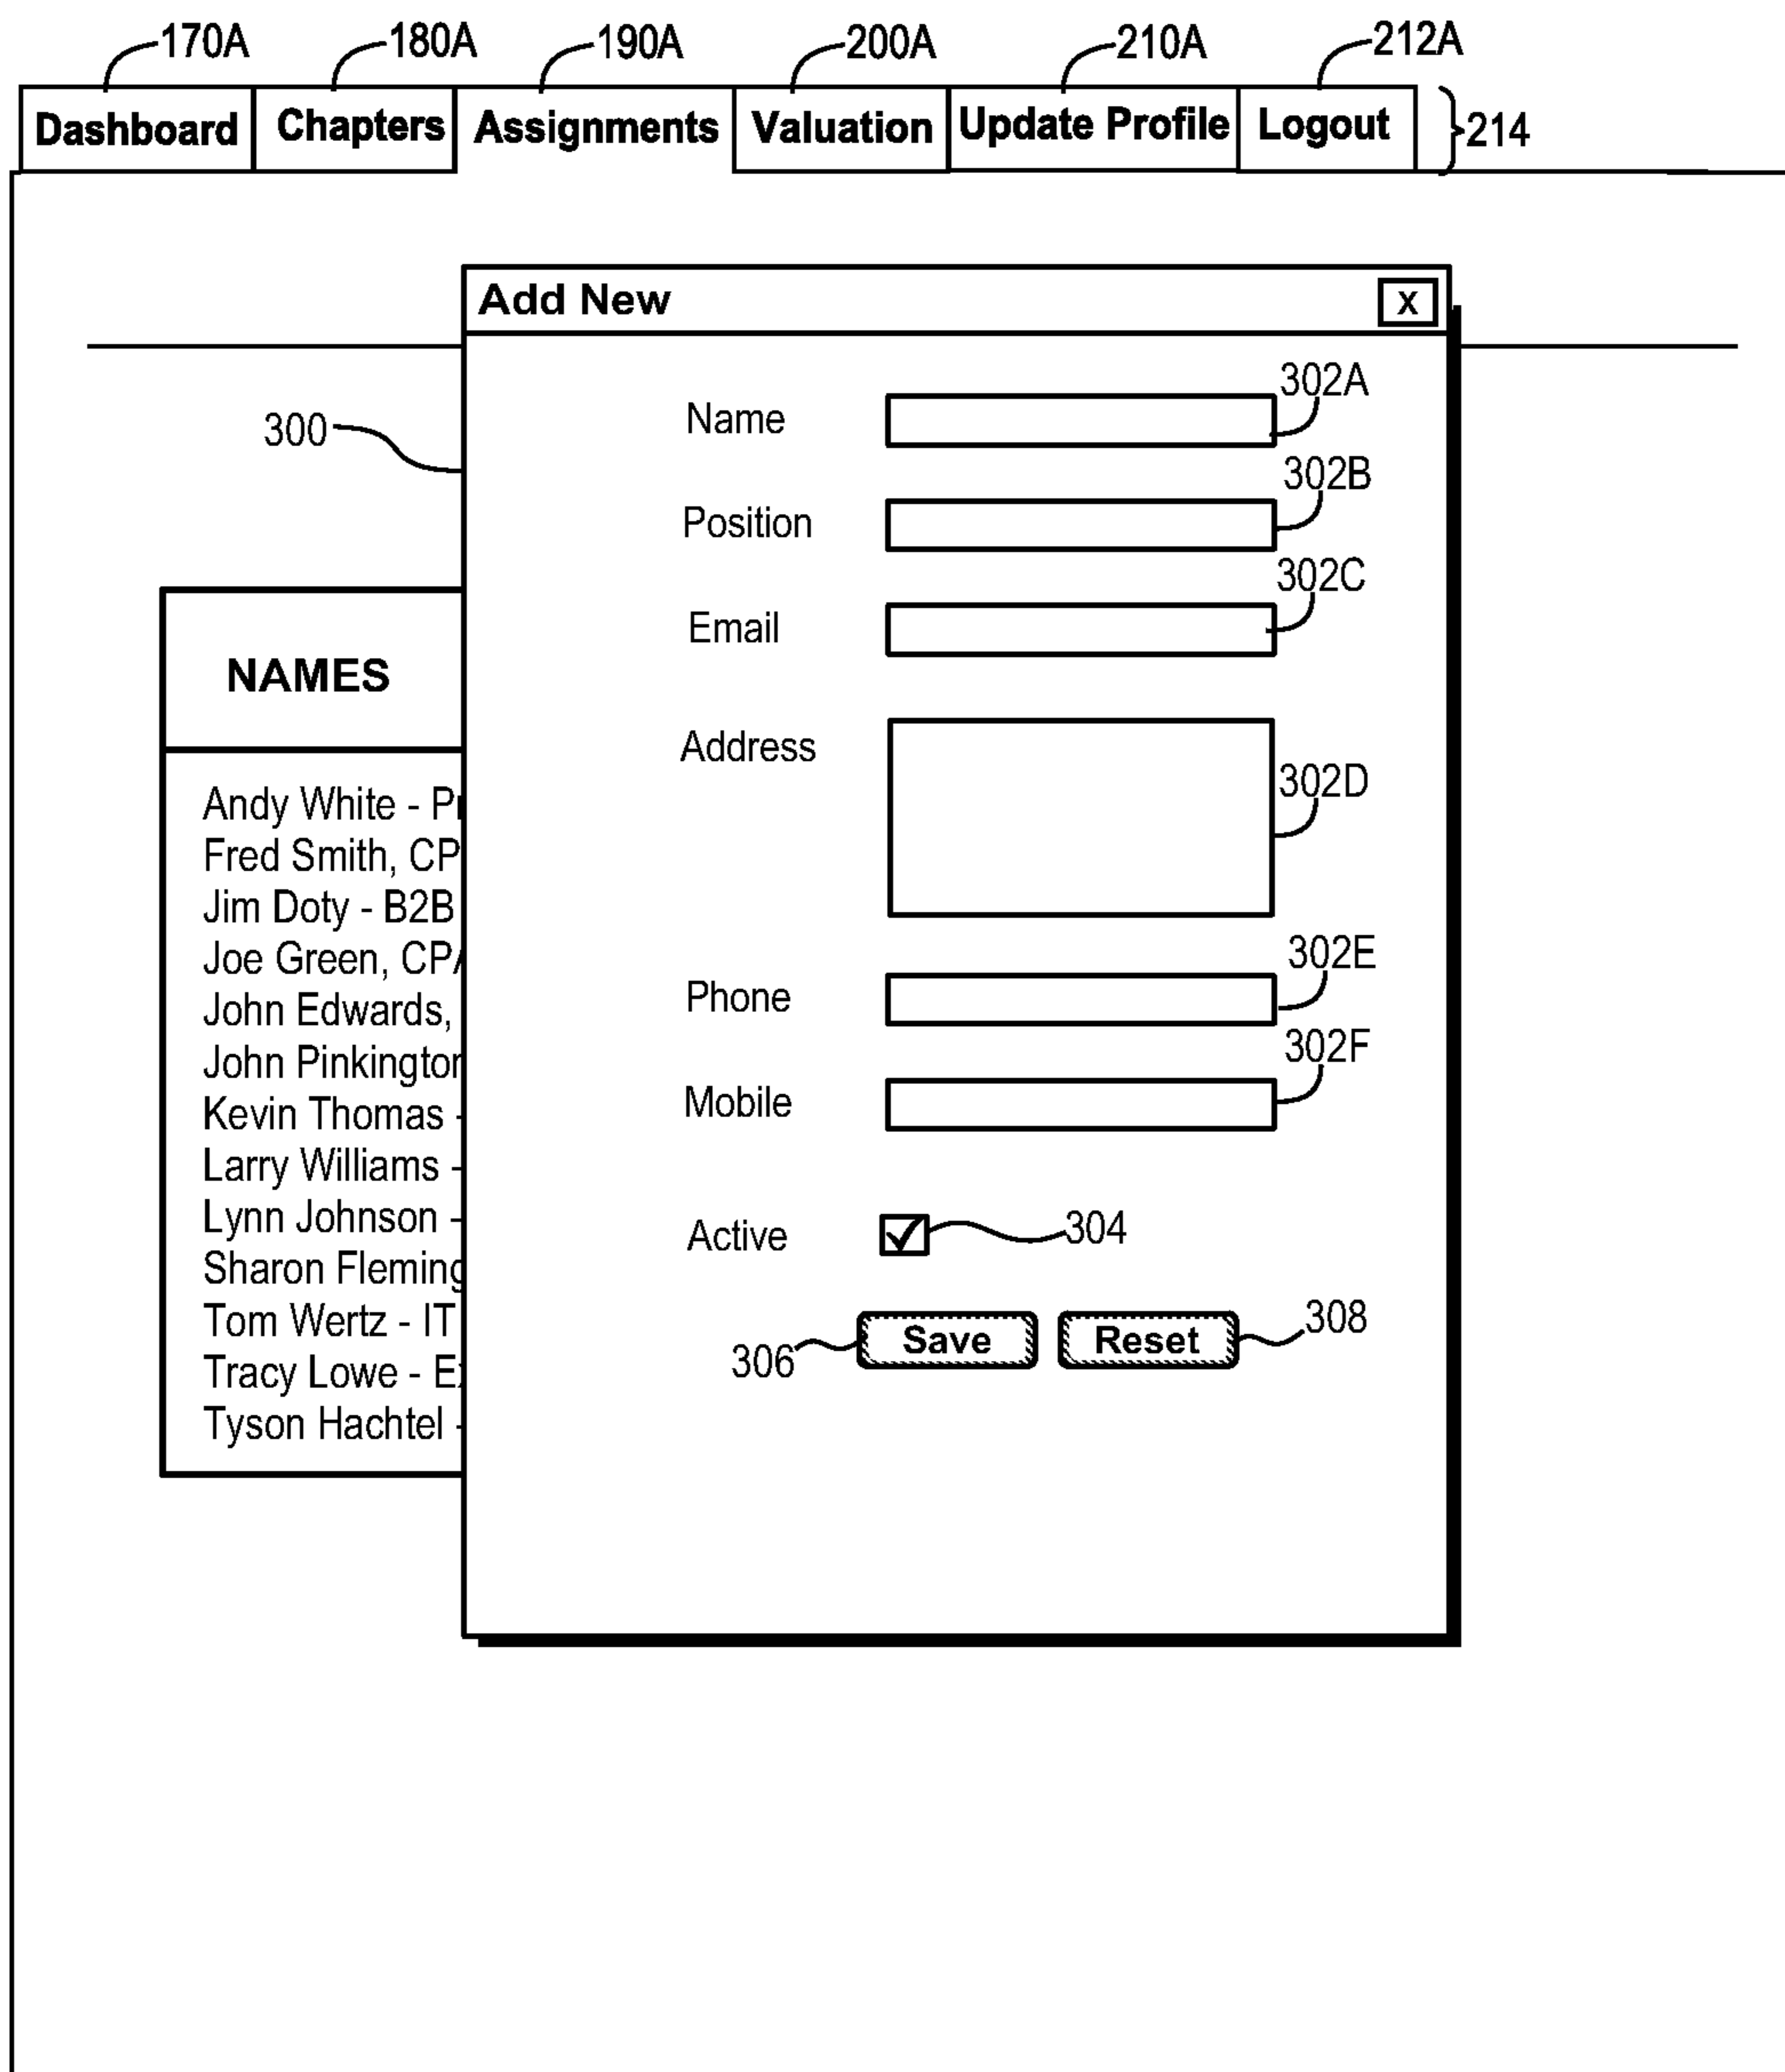 170A 180A 190A 200A 210A 212A
Dashboard Chapters Assignments Valuation Update Profile Logout 214
Add New X
302A
Name
300
302B
Position
302C
Email
NAMES
Address
302D
Andy White - P
Fred Smith, CP
Jim Doty - B2B
302E
Joe Green, CPA
Phone
John Edwards,
302F
John Pinkington
Mobile
Kevin Thomas -
Larry Williams -
Lynn Johnson -
Active 304
Sharon Fleming
Tom Wertz - IT
306 Save Reset 308
Tracy Lowe - E
Tyson Hachtel -